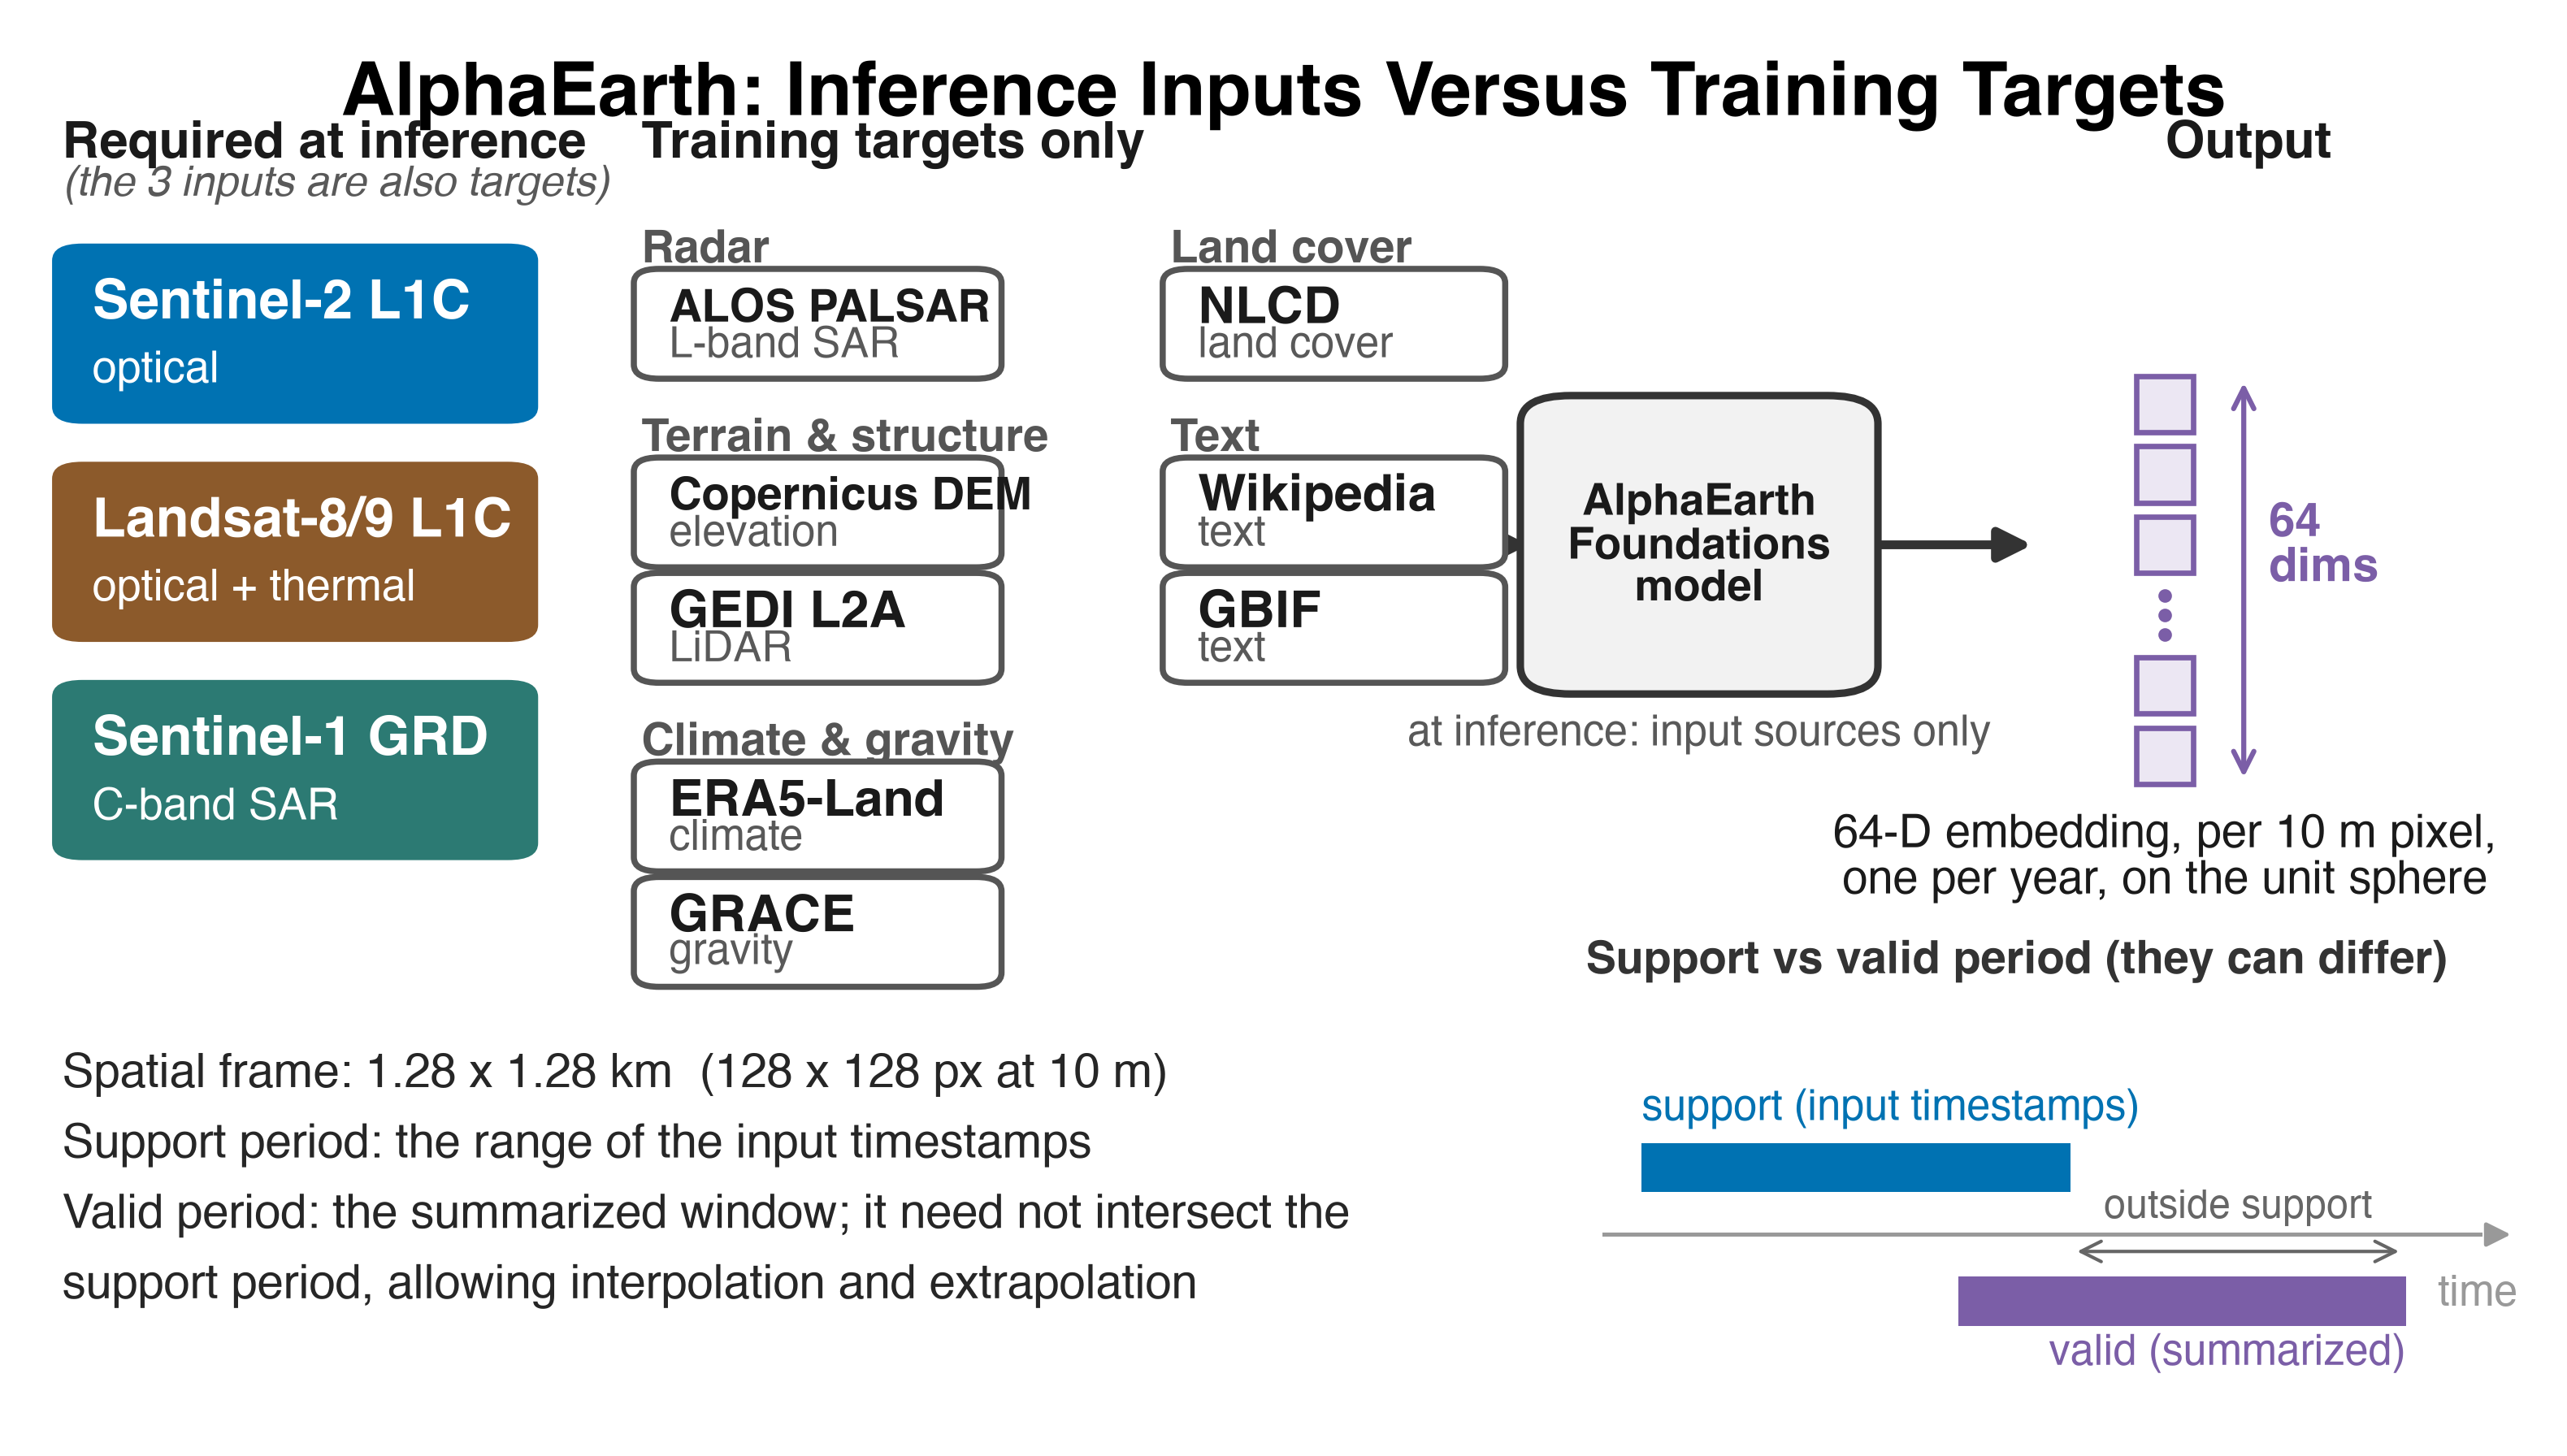 AlphaEarth: Inference Inputs Versus Training Targets
Required at inference
(the 3 inputs are also targets)
Sentinel-2 L1C
optical
Landsat-8/9 L1C
optical + thermal
Sentinel-1 GRD
C-band SAR
Training targets only
Radar
ALOS PALSAR
L-band SAR
Terrain & structure
Copernicus DEM
elevation
GEDI L2A
LiDAR
Climate & gravity
ERA5-Land
climate
GRACE
gravity
Land cover
NLCD
land cover
Text
Wikipedia
text
GBIF
text
AlphaEarth
Foundations
model
at inference: input sources only
Output
64
dims
64-D embedding, per 10 m pixel,
one per year, on the unit sphere
Spatial frame: 1.28 x 1.28 km (128 x 128 px at 10 m)
Support period: the range of the input timestamps
Valid period: the summarized window; it need not intersect the
support period, allowing interpolation and extrapolation
Support vs valid period (they can differ)
support (input timestamps)
outside support
time
valid (summarized)